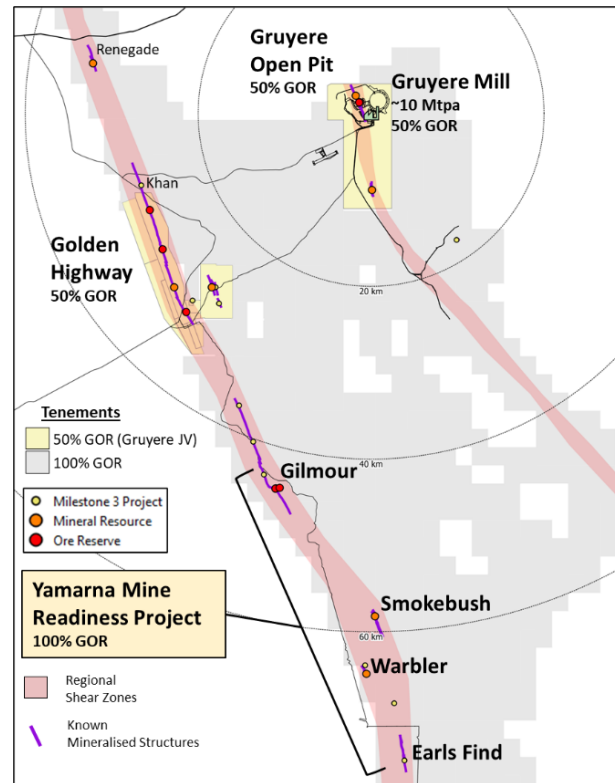 Renegade
Gruyere
Open Pit
50% GOR
Gruyere Mill
~10 Mtpa
50% GOR
Khan
Golden
Highway
50% GOR
20 km
Tenements
50% GOR (Gruyere JV)
100% GOR
Milestone 3 Project
Mineral Resource
Ore Reserve
40 km
Gilmour
Yamarna Mine
Readiness Project
100% GOR
Smokebush
60 km
Warbler
Regional
Shear Zones
Known
Mineralised Structures
Earls Find